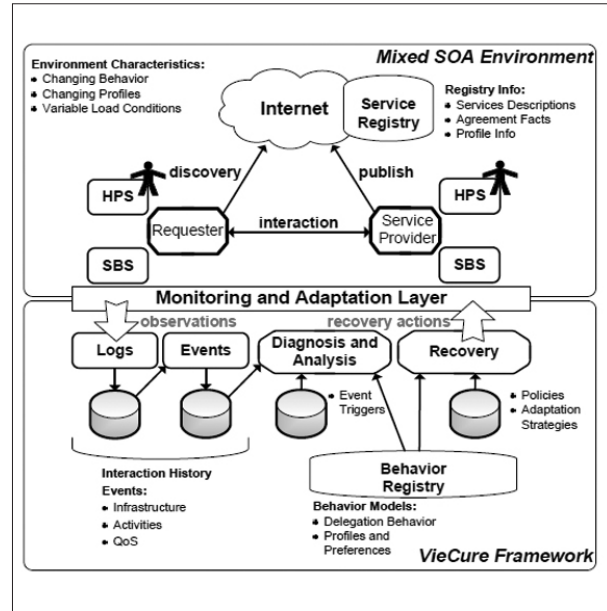 Mixed SOA Environment
Environment Characteristics:
Changing Behavior
Changing Profiles
Variable Load Conditions
Internet
Service
Registry
Registry Info:
Services Descriptions
Agreement Facts
Profile Info
discovery
publish
HPS
HPS
Requester
interaction
Service
Provider
SBS
SBS
Monitoring and Adaptation Layer
observations
recovery actions
Logs
Events
Diagnosis and
Analysis
Recovery
Event
Triggers
Policies
Adaptation
Strategies
Interaction History
Events:
Infrastructure
Activities
QoS
Behavior
Registry
Behavior Models:
Delegation Behavior
Profiles and
Preferences
VieCure Framework